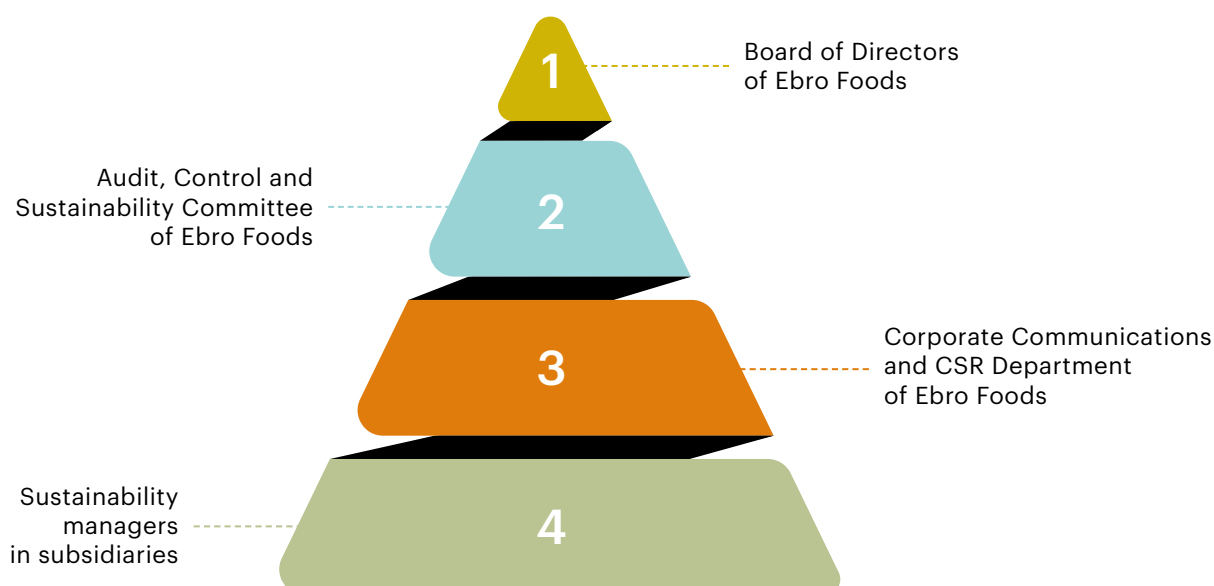 1
Board of Directors
of Ebro Foods
Audit, Control and
Sustainability Committee
of Ebro Foods
2
3
Corporate Communications
and CSR Department
of Ebro Foods
Sustainability
managers
in subsidiaries
4